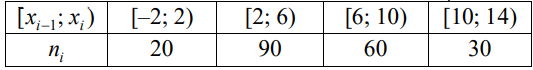 [x_{i–1}; x_i) [–2; 2) [2; 6) [6; 10) [10; 14)
n_i 20 90 60 30